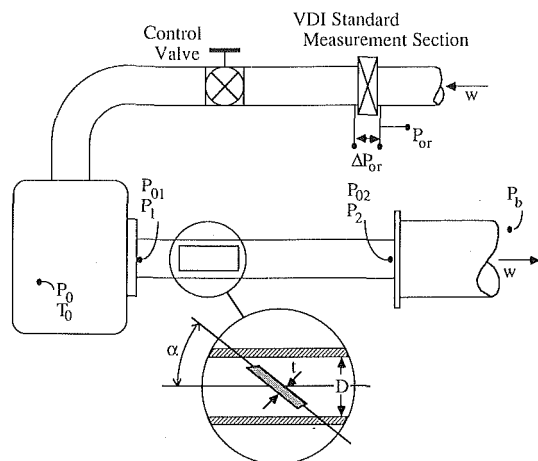 VDI Standard
Measurement Section
Control
Valve
w
P_or
ΔP_or
P_01
P_1
P_02
P_2
P_b
P_0
T_0
w
α
t
D